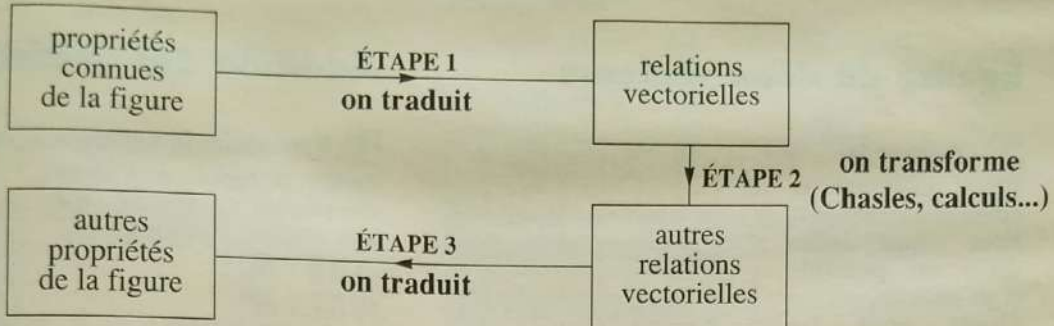 propriétés
connues
de la figure
ÉTAPE 1
on traduit
relations
vectorielles
ÉTAPE 2
on transforme
(Chasles, calculs...)
autres
relations
vectorielles
ÉTAPE 3
on traduit
autres
propriétés
de la figure